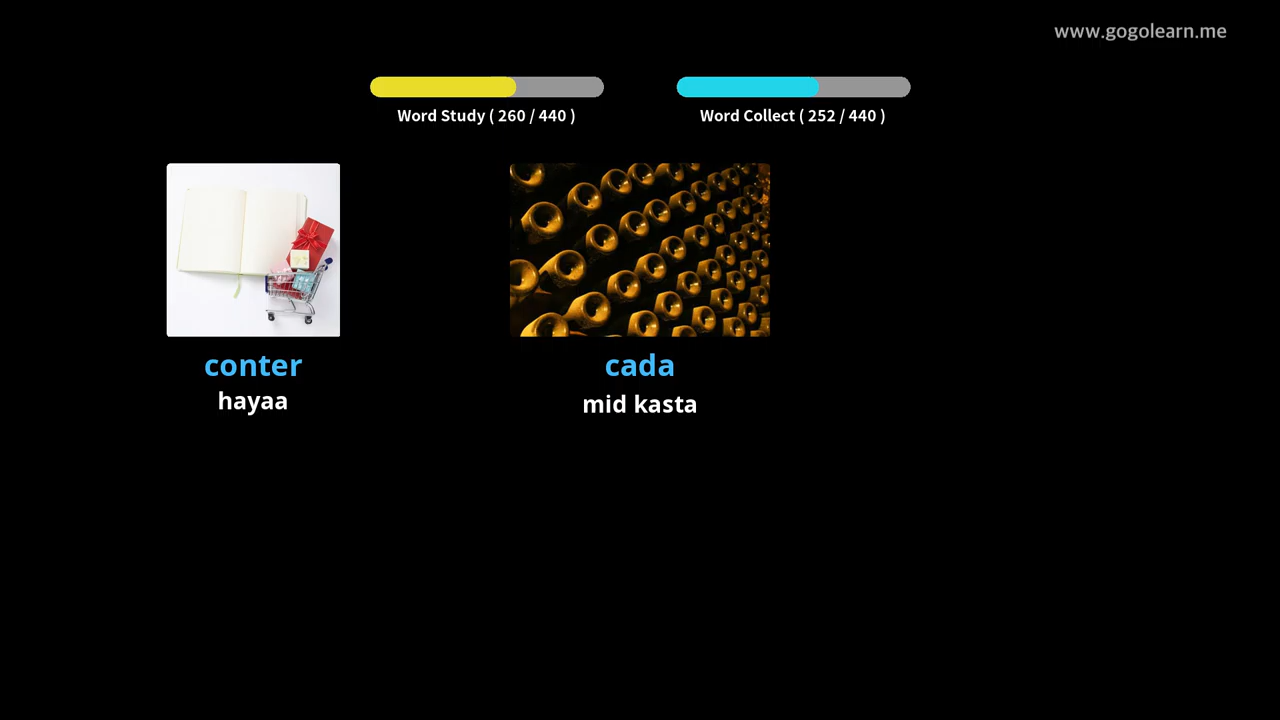 www.gogolearn.me
Word Study ( 260 / 440 )
Word Collect ( 252 / 440 )
conter
hayaa
cada
mid kasta